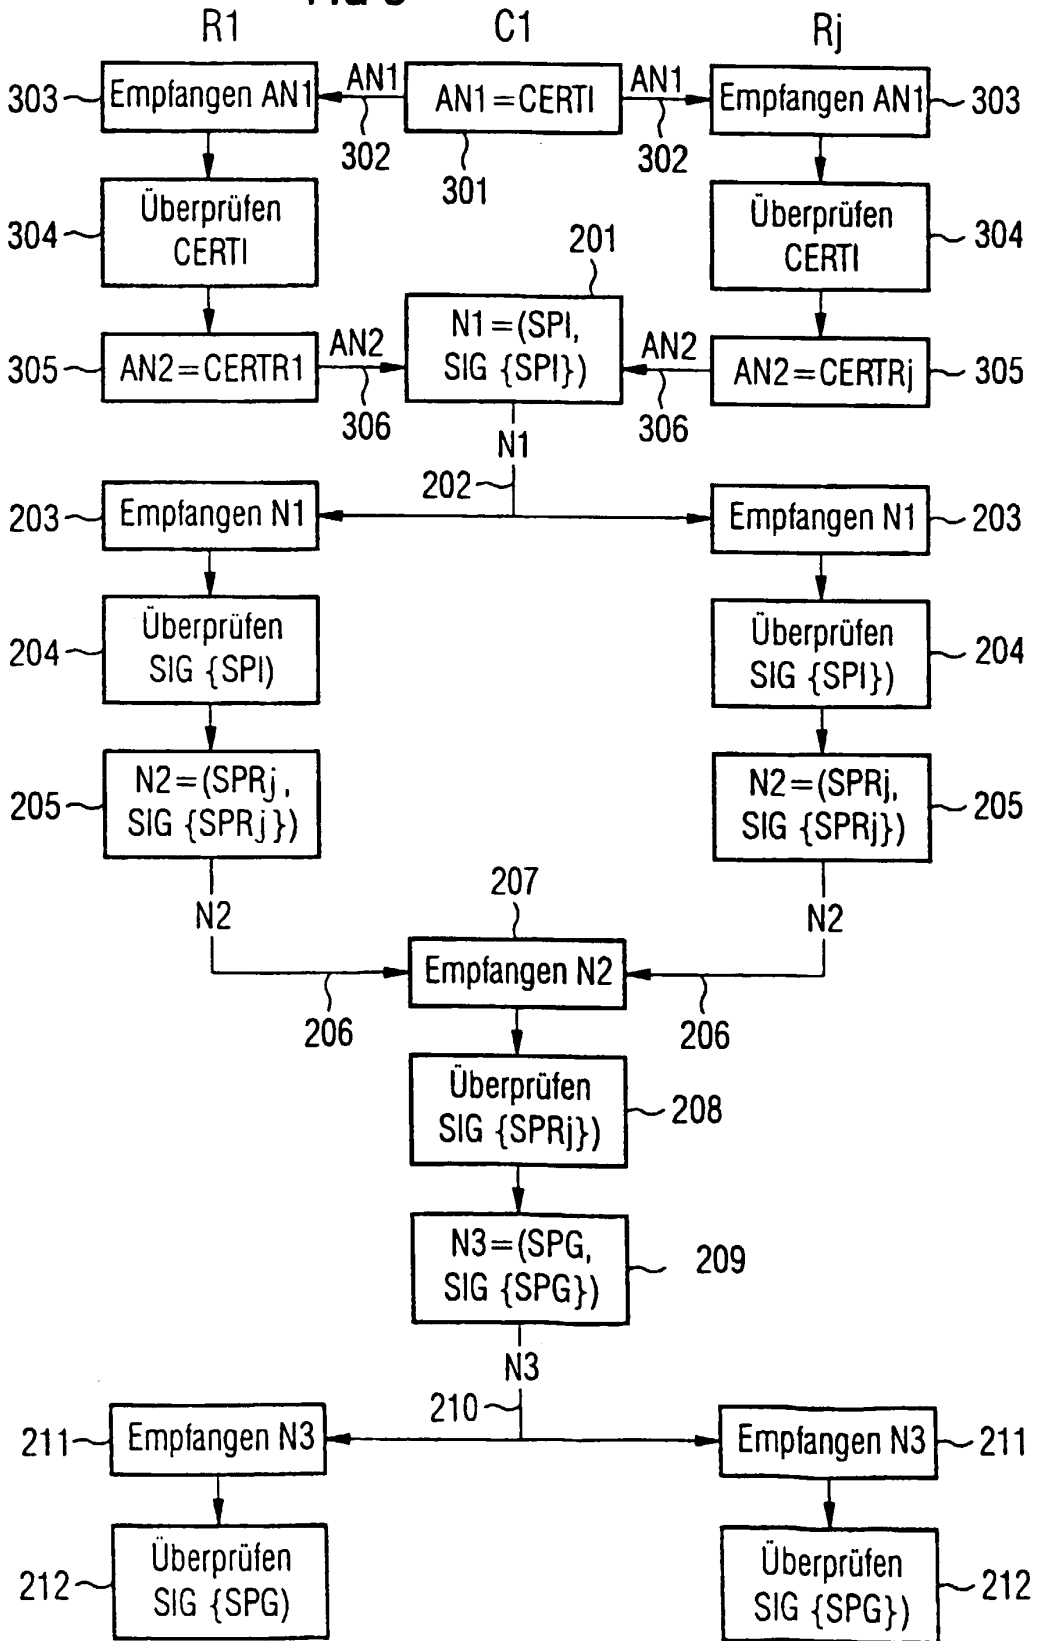 R1 C1 Rj
303 Empfangen AN1 AN1 AN1=CERTI AN1 Empfangen AN1 303
302 301 302
304 Überprüfen
CERTI
Überprüfen
CERTI 304
201
305 AN2=CERTR1 AN2 N1=(SPI,
SIG {SPI}) AN2 AN2=CERTRj 305
306 306
N1
202
203 Empfangen N1 Empfangen N1 203
204 Überprüfen
SIG {SPI)
Überprüfen
SIG {SPI}) 204
205 N2=(SPRj,
SIG {SPRj})
N2=(SPRj,
SIG {SPRj}) 205
N2 207 N2
Empfangen N2
206 206
Überprüfen
SIG {SPRj}) 208
N3=(SPG,
SIG {SPG}) 209
N3
210
211 Empfangen N3 Empfangen N3 211
212 Überprüfen
SIG {SPG)
Überprüfen
SIG {SPG}) 212